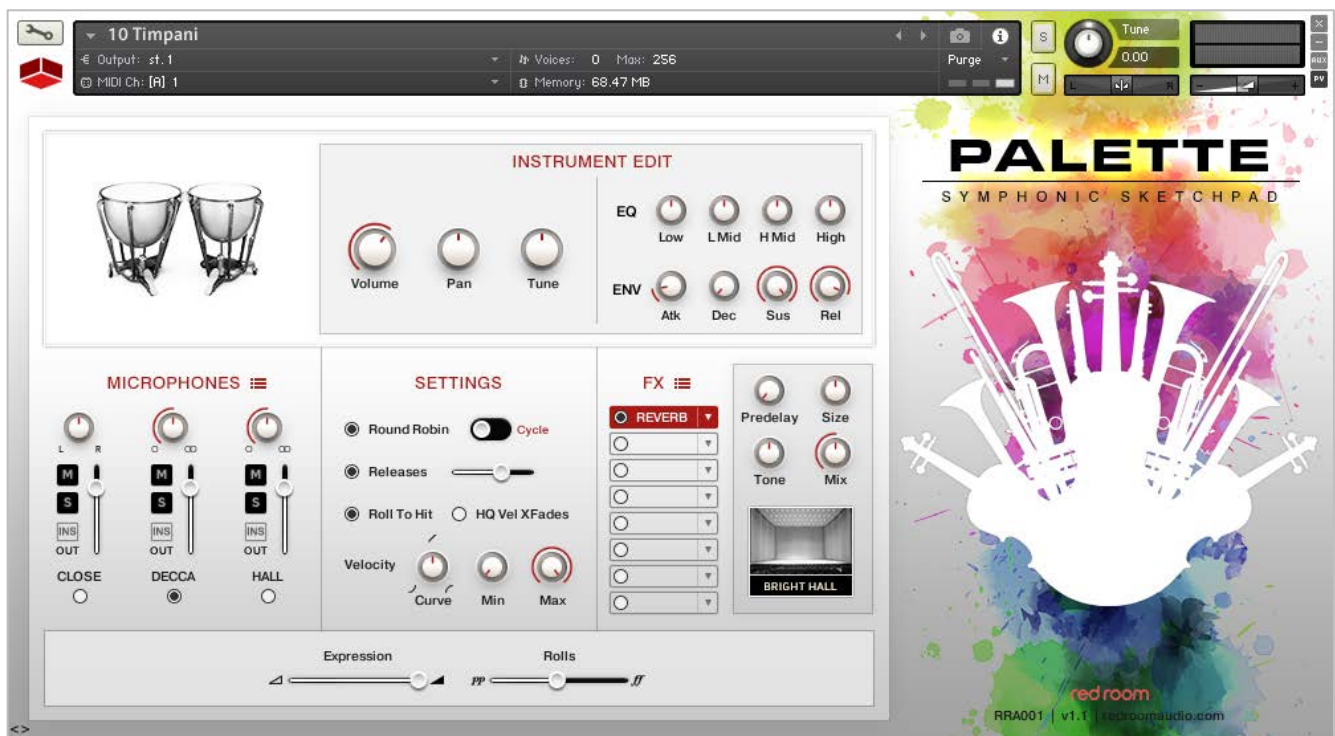 10 Timpani
Output: st.1
Voices: 0 Max: 256
Purge
MIDI Ch: [A] 1
Memory: 68.47 MB
S
M
Tune
0.00
L R
- +
X
-
AUX
PV
INSTRUMENT EDIT
Volume Pan Tune
EQ
Low L Mid H Mid High
ENV
Atk Dec Sus Rel
MICROPHONES
L R
M M M
S S S
INS INS INS
OUT OUT OUT
CLOSE DECCA HALL
SETTINGS
Round Robin Cycle
Releases
Roll To Hit HQ Vel XFades
Velocity
Curve Min Max
FX
REVERB
Predelay Size
Tone Mix
BRIGHT HALL
Expression Rolls
pp ff
PALETTE
SYMPHONIC SKETCHPAD
red room
RRA001 | v1.1 | redroomaudio.com
<>